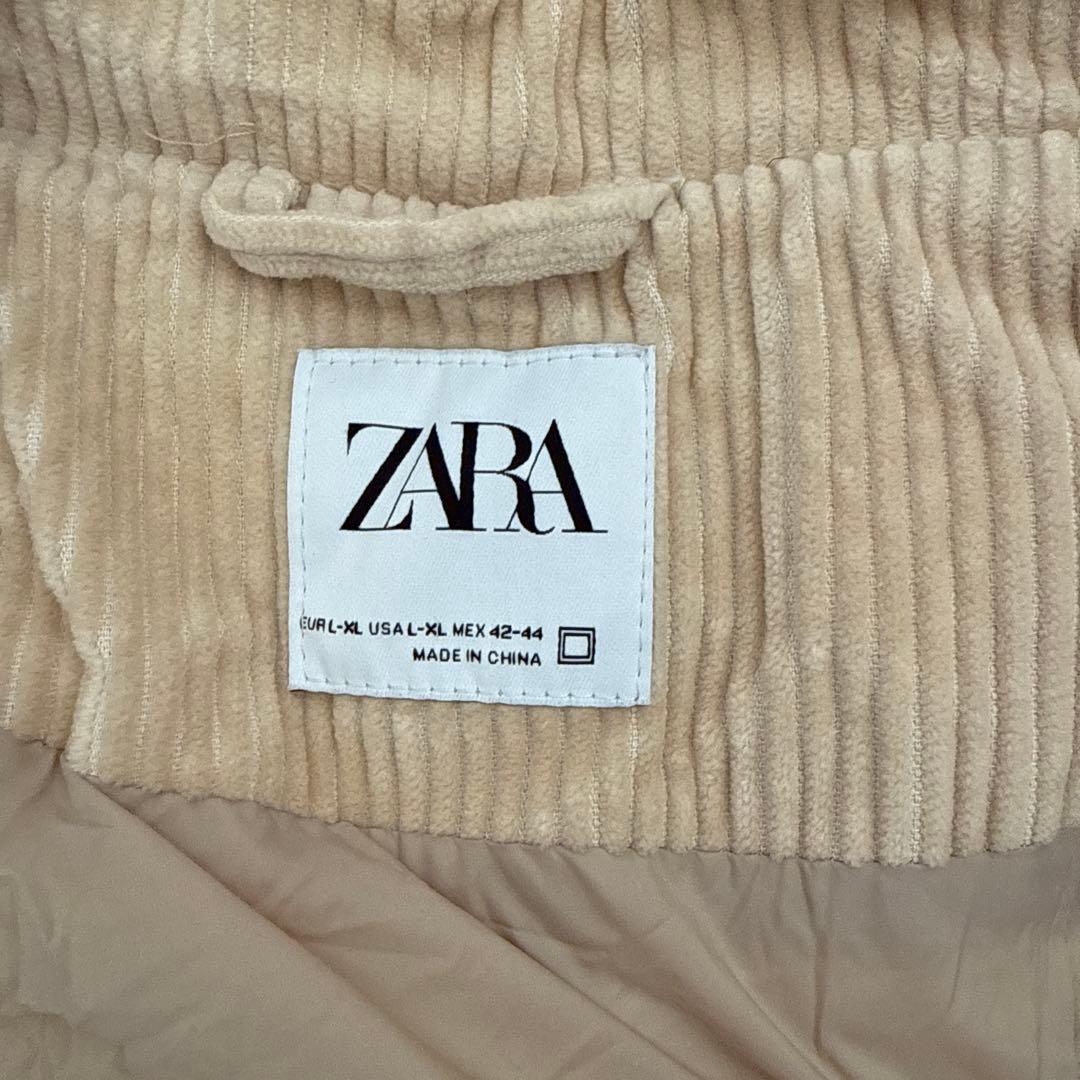 ZARA
EUR L-XL USA L-XL MEX 42-44
MADE IN CHINA